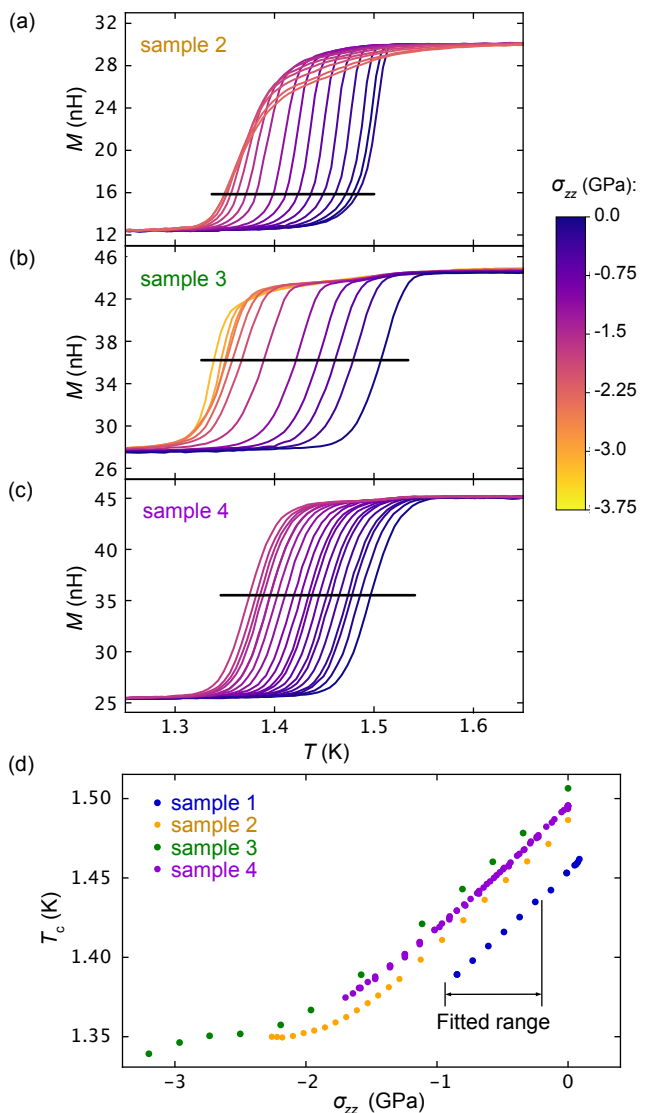 (a)
sample 2
M (nH)
32
28
24
20
16
12
(b)
sample 3
M (nH)
46
42
36
34
28
26
(c)
sample 4
M (nH)
45
40
35
30
25
1.3
1.4
1.5
1.6
T (K)
σzz (GPa):
0.0
-0.75
-1.5
-2.25
-3.0
-3.75
(d)
sample 1
sample 2
sample 3
sample 4
Tc (K)
1.50
1.45
1.40
1.35
Fitted range
−3
−2
−1
0
σzz (GPa)